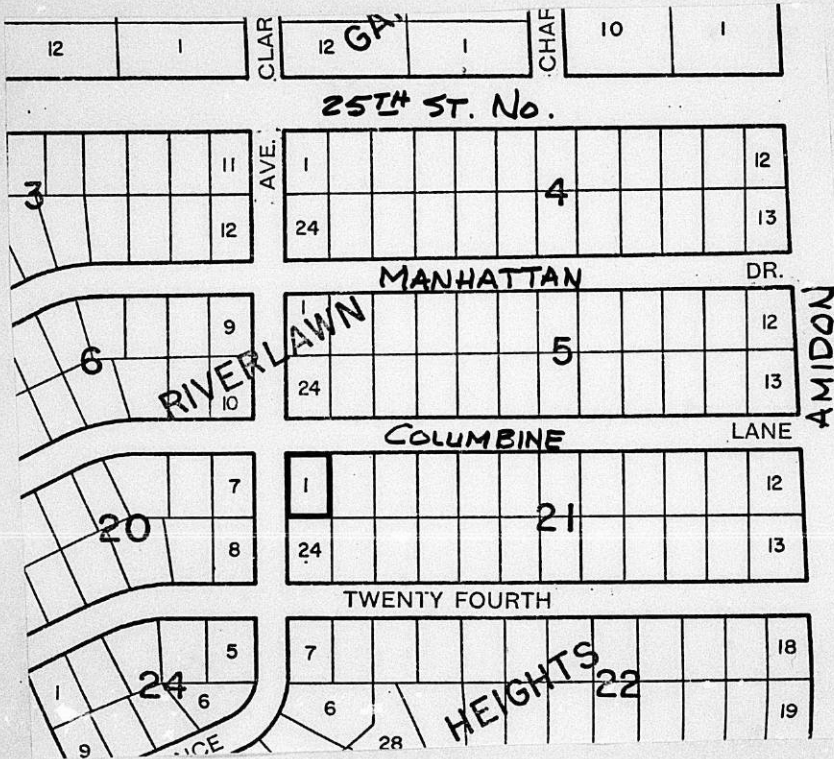 12 1 CLAR 12 GA 1 CHAR 10 1
25TH ST. No.
3 11 AVE. 1 4 12
12 24 13
MANHATTAN DR.
6 9 1 5 12
RIVERLAWN
10 24 13
AMIDON
COLUMBINE LANE
20 7 1 21 12
8 24 13
TWENTY FOURTH
5 7 18
1 24 6 6 HEIGHTS 22 19
9 NCE 28